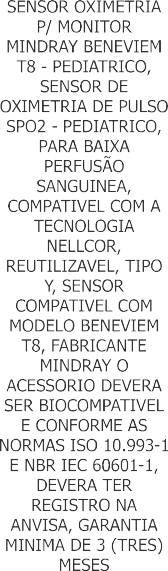 SENSOR OXIMETRIA
P/ MONITOR
MINDRAY BENEVIEM
T8 - PEDIATRICO,
SENSOR DE
OXIMETRIA DE PULSO
SPO2 - PEDIATRICO,
PARA BAIXA
PERFUSÃO
SANGUINEA,
COMPATIVEL COM A
TECNOLOGIA
NELLCOR,
REUTILIZAVEL, TIPO
Y, SENSOR
COMPATIVEL COM
MODELO BENEVIEM
T8, FABRICANTE
MINDRAY O
ACESSORIO DEVERA
SER BIOCOMPATIVEL
E CONFORME AS
NORMAS ISO 10.993-1
E NBR IEC 60601-1,
DEVERA TER
REGISTRO NA
ANVISA, GARANTIA
MINIMA DE 3 (TRES)
MESES